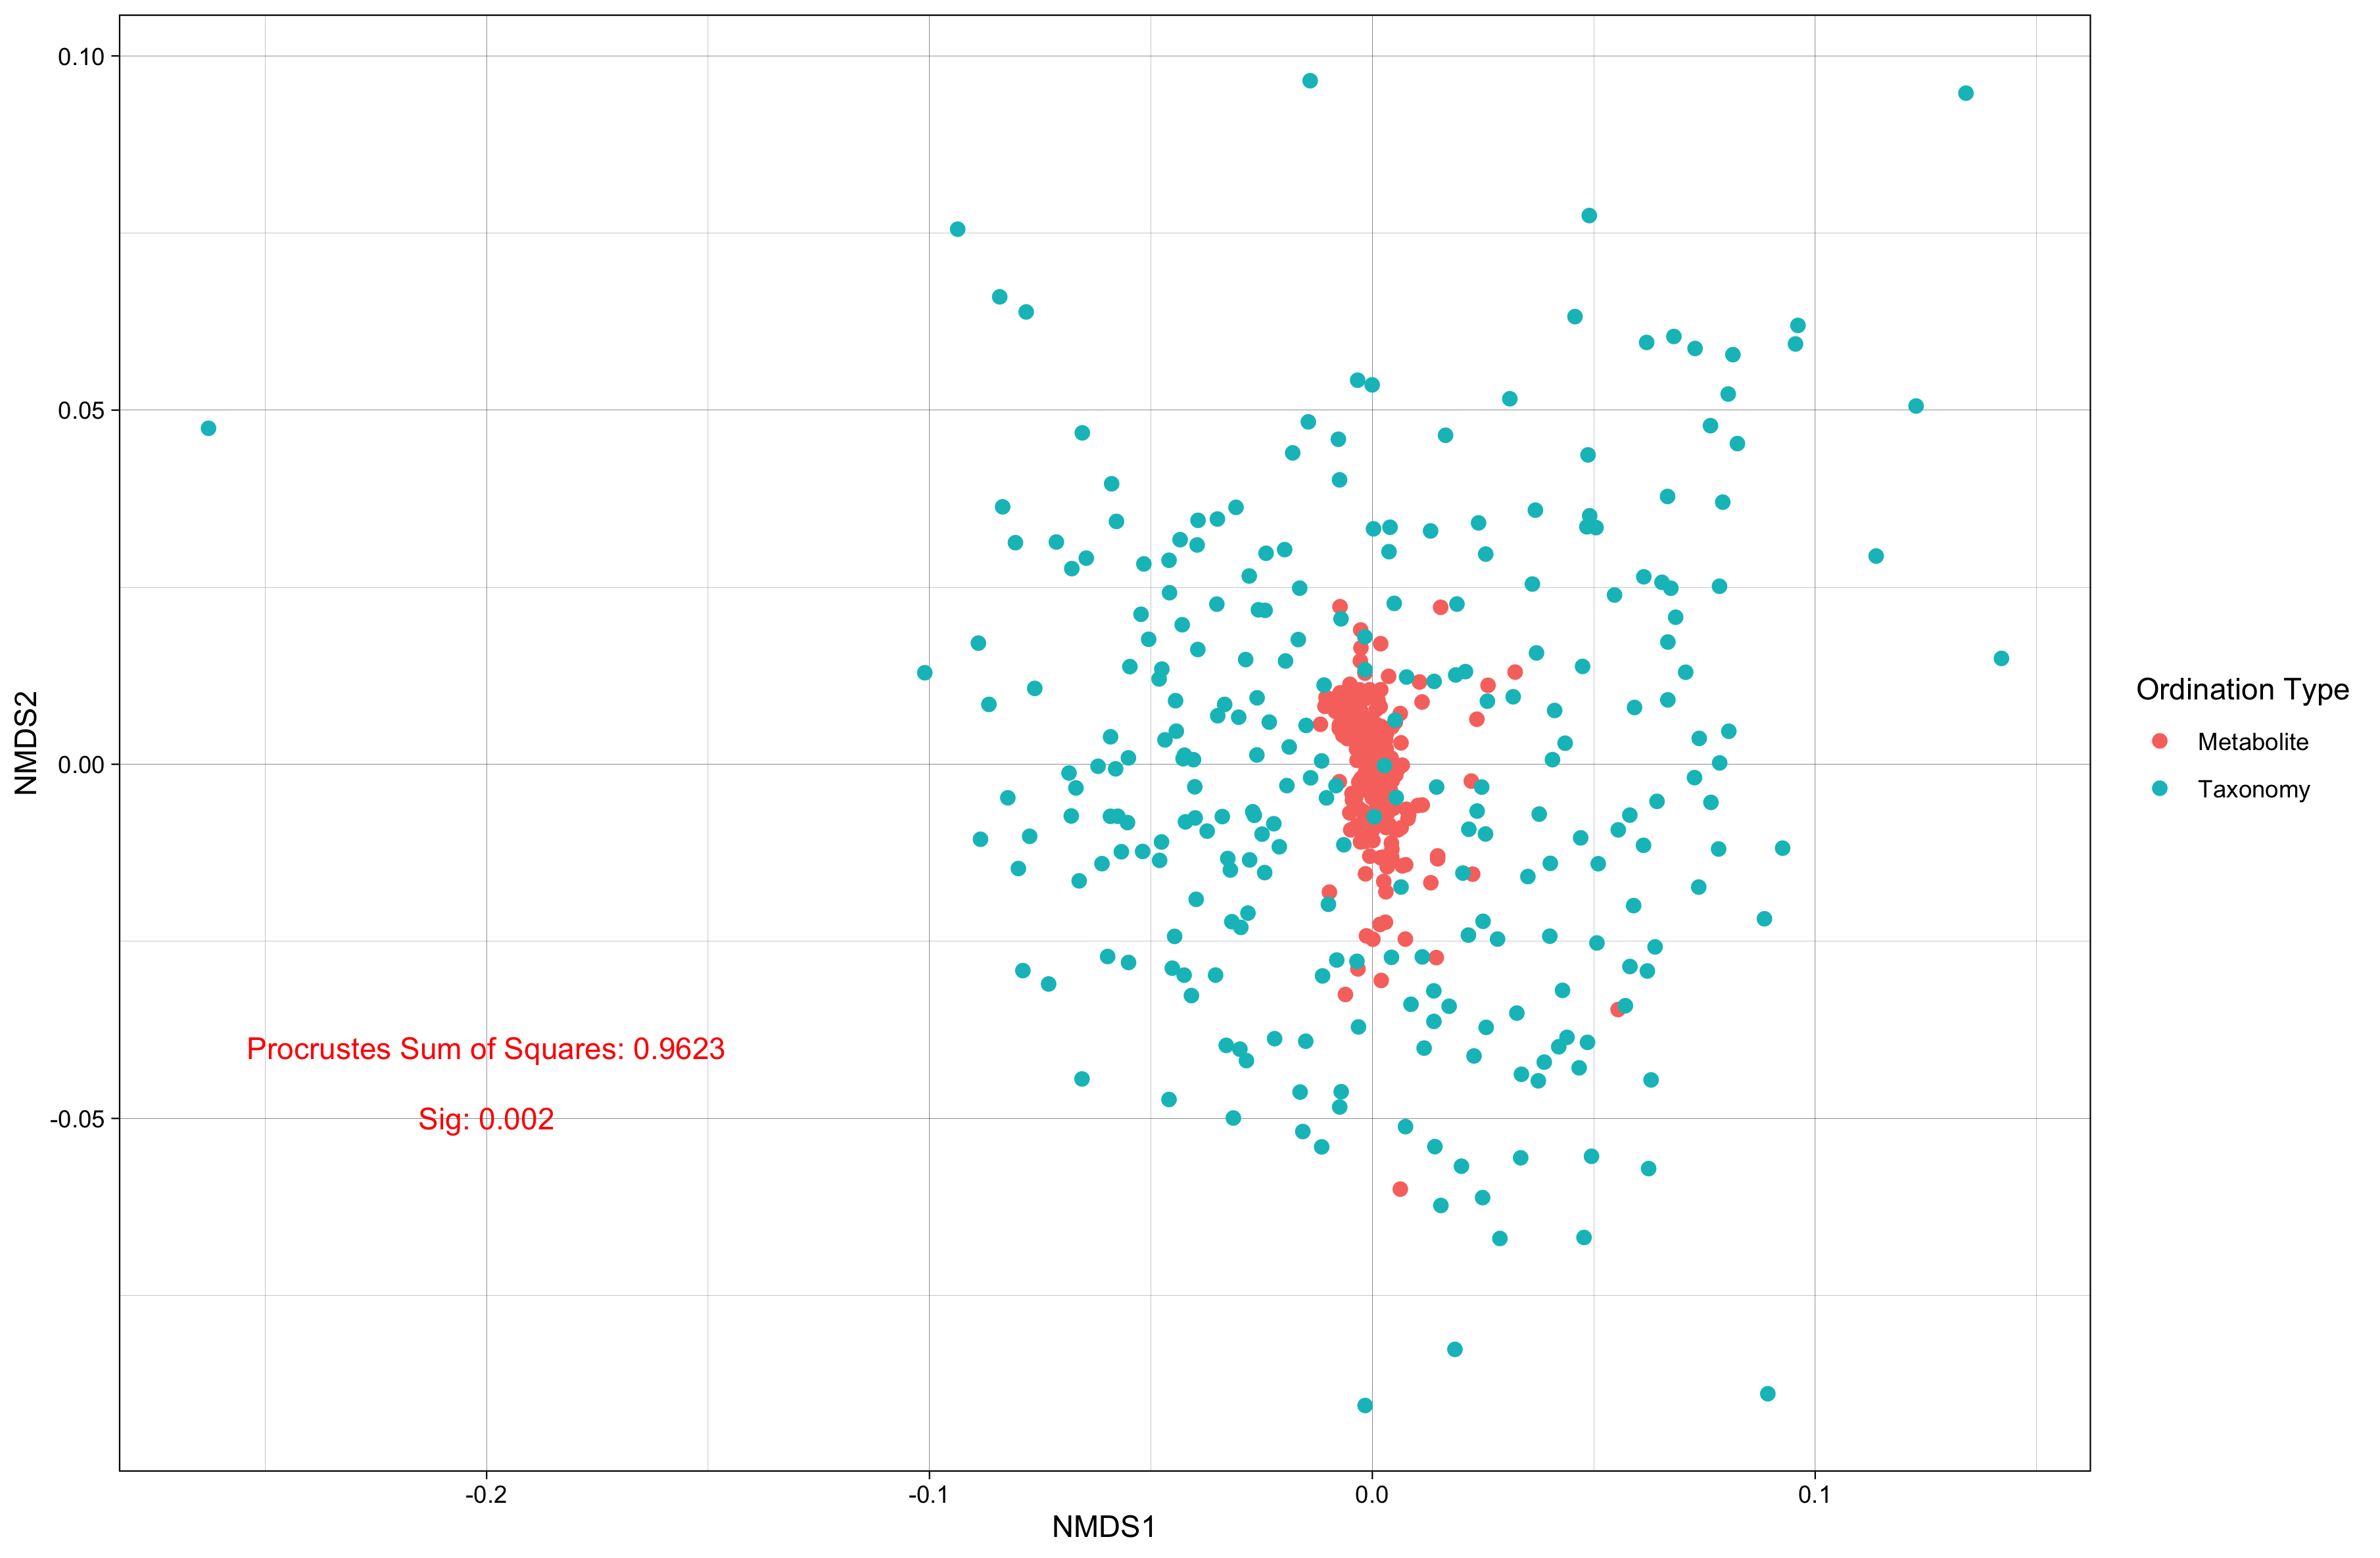 0.10
0.05
0.00
-0.05
NMDS2
Procrustes Sum of Squares: 0.9623
Sig: 0.002
-0.2
-0.1
0.0
0.1
NMDS1
Ordination Type
Metabolite
Taxonomy